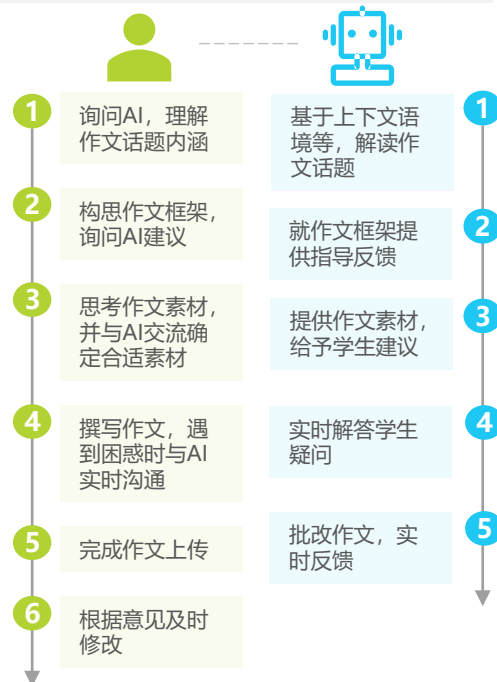 1
询问AI，理解
作文话题内涵
2
构思作文框架，
询问AI建议
3
思考作文素材，
并与AI交流确
定合适素材
4
撰写作文，遇
到困惑时与AI
实时沟通
5
完成作文上传
6
根据意见及时
修改
1
基于上下文语
境等，解读作
文话题
2
就作文框架提
供指导反馈
3
提供作文素材，
给予学生建议
4
实时解答学生
疑问
5
批改作文，实
时反馈